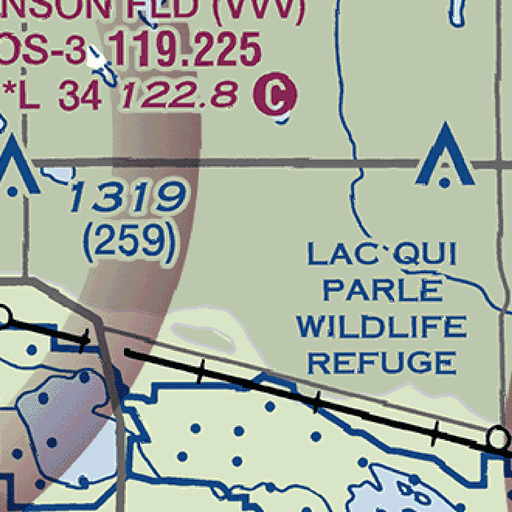 NSON FLD (VVV)
OS-3 119.225
*L 34 122.8 C
1319
(259)
LAC QUI
PARLE
WILDLIFE
REFUGE